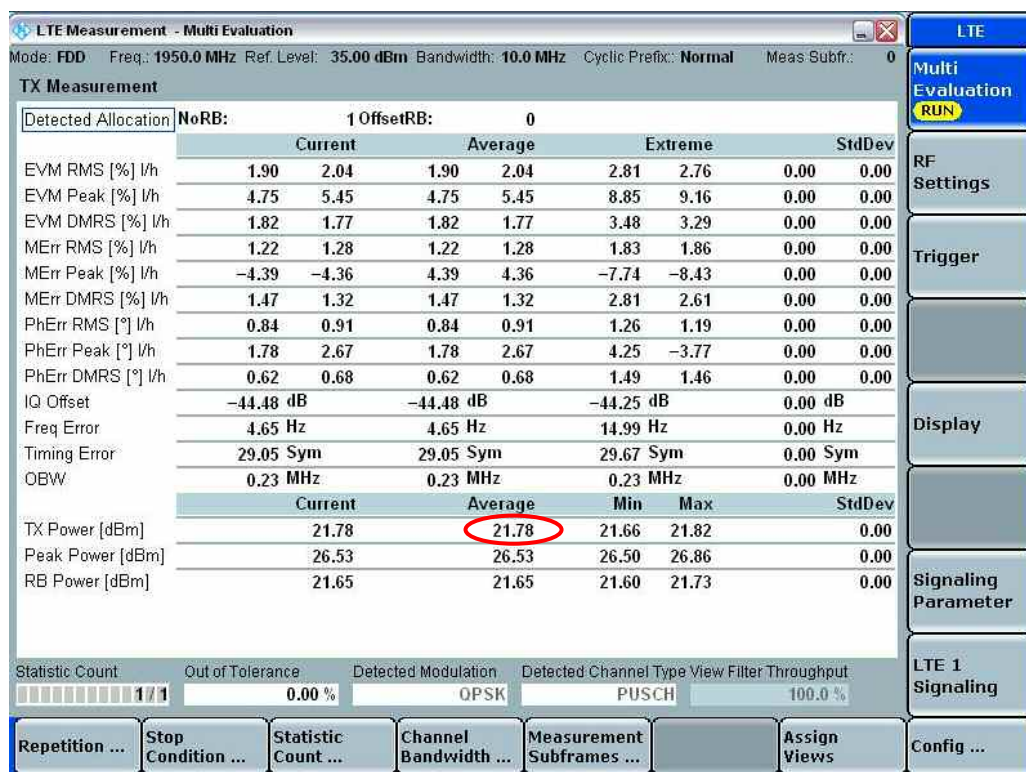 LTE Measurement - Multi Evaluation
LTE
Mode: FDD Freq.: 1950.0 MHz Ref. Level: 35.00 dBm Bandwidth: 10.0 MHz Cyclic Prefix.: Normal Meas Subfr.: 0
Multi Evaluation
RUN
TX Measurement
Detected Allocation NoRB: 1 OffsetRB: 0
Current Average Extreme StdDev
EVM RMS [%] l/h 1.90 2.04 1.90 2.04 2.81 2.76 0.00 0.00
EVM Peak [%] l/h 4.75 5.45 4.75 5.45 8.85 9.16 0.00 0.00
EVM DMRS [%] l/h 1.82 1.77 1.82 1.77 3.48 3.29 0.00 0.00
MErr RMS [%] l/h 1.22 1.28 1.22 1.28 1.83 1.86 0.00 0.00
MErr Peak [%] l/h −4.39 −4.36 4.39 4.36 −7.74 −8.43 0.00 0.00
MErr DMRS [%] l/h 1.47 1.32 1.47 1.32 2.81 2.61 0.00 0.00
PhErr RMS [°] l/h 0.84 0.91 0.84 0.91 1.26 1.19 0.00 0.00
PhErr Peak [°] l/h 1.78 2.67 1.78 2.67 4.25 −3.77 0.00 0.00
PhErr DMRS [°] l/h 0.62 0.68 0.62 0.68 1.49 1.46 0.00 0.00
IQ Offset −44.48 dB −44.48 dB −44.25 dB 0.00 dB
Freq Error 4.65 Hz 4.65 Hz 14.99 Hz 0.00 Hz
Timing Error 29.05 Sym 29.05 Sym 29.67 Sym 0.00 Sym
OBW 0.23 MHz 0.23 MHz 0.23 MHz 0.00 MHz
Current Average Min Max StdDev
TX Power [dBm] 21.78 21.78 21.66 21.82 0.00
Peak Power [dBm] 26.53 26.53 26.50 26.86 0.00
RB Power [dBm] 21.65 21.65 21.60 21.73 0.00
Statistic Count Out of Tolerance Detected Modulation Detected Channel Type View Filter Throughput
1 / 1 0.00 % QPSK PUSCH 100.0 %
RF
Settings
Trigger
Display
Signaling
Parameter
LTE 1
Signaling
Repetition ...
Stop
Condition ...
Statistic
Count ...
Channel
Bandwidth ...
Measurement
Subframes ...
Assign
Views
Config ...